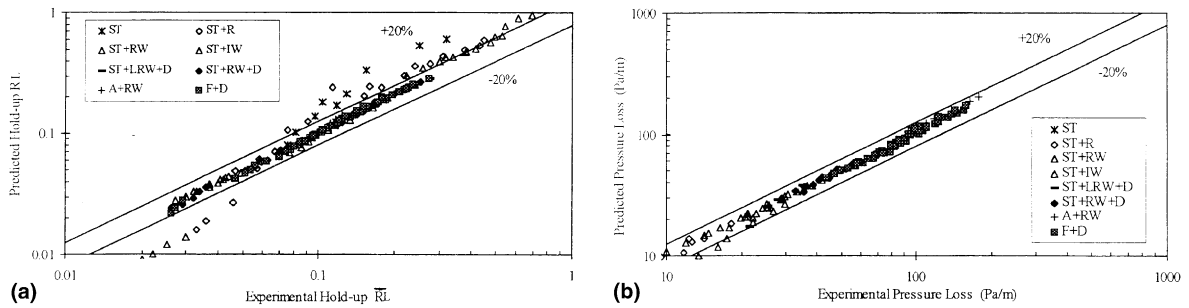 1
0.1
0.01
Predicted Hold-up RL
ST
ST+R
ST+RW
ST+IW
ST+LRW+D
ST+RW+D
A+RW
F+D
+20%
-20%
0.01
0.1
1
Experimental Hold-up RL
(a)
1000
100
10
Predicted Pressure Loss (Pa/m)
+20%
-20%
ST
ST+R
ST+RW
ST+IW
ST+LRW+D
ST+RW+D
A+RW
F+D
10
100
1000
Experimental Pressure Loss (Pa/m)
(b)